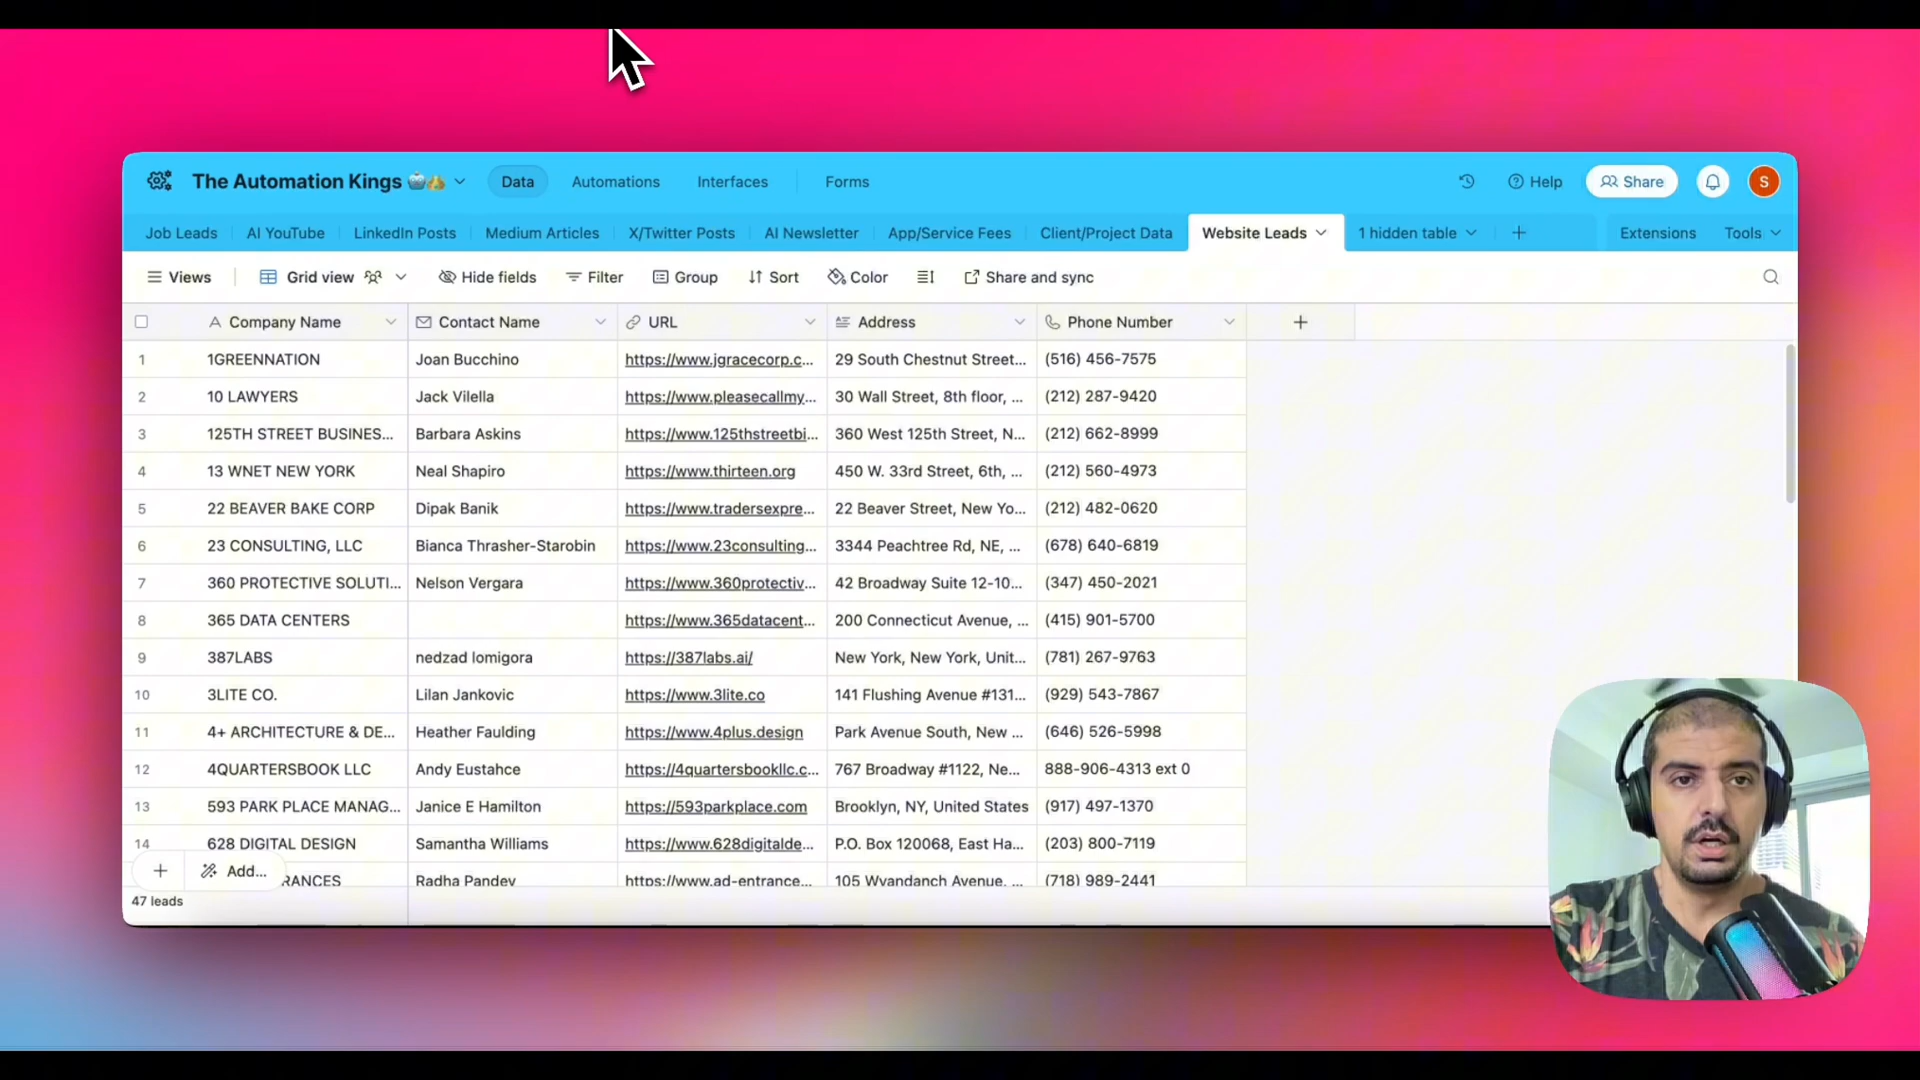 The Automation Kings Data Automations Interfaces Forms Help Share S
Job Leads AI YouTube LinkedIn Posts Medium Articles X/Twitter Posts AI Newsletter App/Service Fees Client/Project Data Website Leads 1 hidden table Extensions Tools
Views Grid view Hide fields Filter Group Sort Color Share and sync
Company Name Contact Name URL Address Phone Number
1 1GREENNATION Joan Bucchino https://www.jgracecorp.c... 29 South Chestnut Street... (516) 456-7575
2 10 LAWYERS Jack Vilella https://www.pleasecallmy... 30 Wall Street, 8th floor, ... (212) 287-9420
3 125TH STREET BUSINES... Barbara Askins https://www.125thstreetbi... 360 West 125th Street, N... (212) 662-8999
4 13 WNET NEW YORK Neal Shapiro https://www.thirteen.org 450 W. 33rd Street, 6th, ... (212) 560-4973
5 22 BEAVER BAKE CORP Dipak Banik https://www.tradersexpre... 22 Beaver Street, New Yo... (212) 482-0620
6 23 CONSULTING, LLC Bianca Thrasher-Starobin https://www.23consulting... 3344 Peachtree Rd, NE, ... (678) 640-6819
7 360 PROTECTIVE SOLUTI... Nelson Vergara https://www.360protectiv... 42 Broadway Suite 12-10... (347) 450-2021
8 365 DATA CENTERS https://www.365datacent... 200 Connecticut Avenue, ... (415) 901-5700
9 387LABS nedzad lomigora https://387labs.ai/ New York, New York, Unit... (781) 267-9763
10 3LITE CO. Lilan Jankovic https://www.3lite.co 141 Flushing Avenue #131... (929) 543-7867
11 4+ ARCHITECTURE & DE... Heather Faulding https://www.4plus.design Park Avenue South, New ... (646) 526-5998
12 4QUARTERSBOOK LLC Andy Eustahce https://4quartersbookllc.c... 767 Broadway #1122, Ne... 888-906-4313 ext 0
13 593 PARK PLACE MANAG... Janice E Hamilton https://593parkplace.com Brooklyn, NY, United States (917) 497-1370
14 628 DIGITAL DESIGN Samantha Williams https://www.628digitalde... P.O. Box 120068, East Ha... (203) 800-7119
Add... RANCES Radha Pandey https://www.ad-entrance... 105 Wyandanch Avenue, ... (718) 989-2441
47 leads